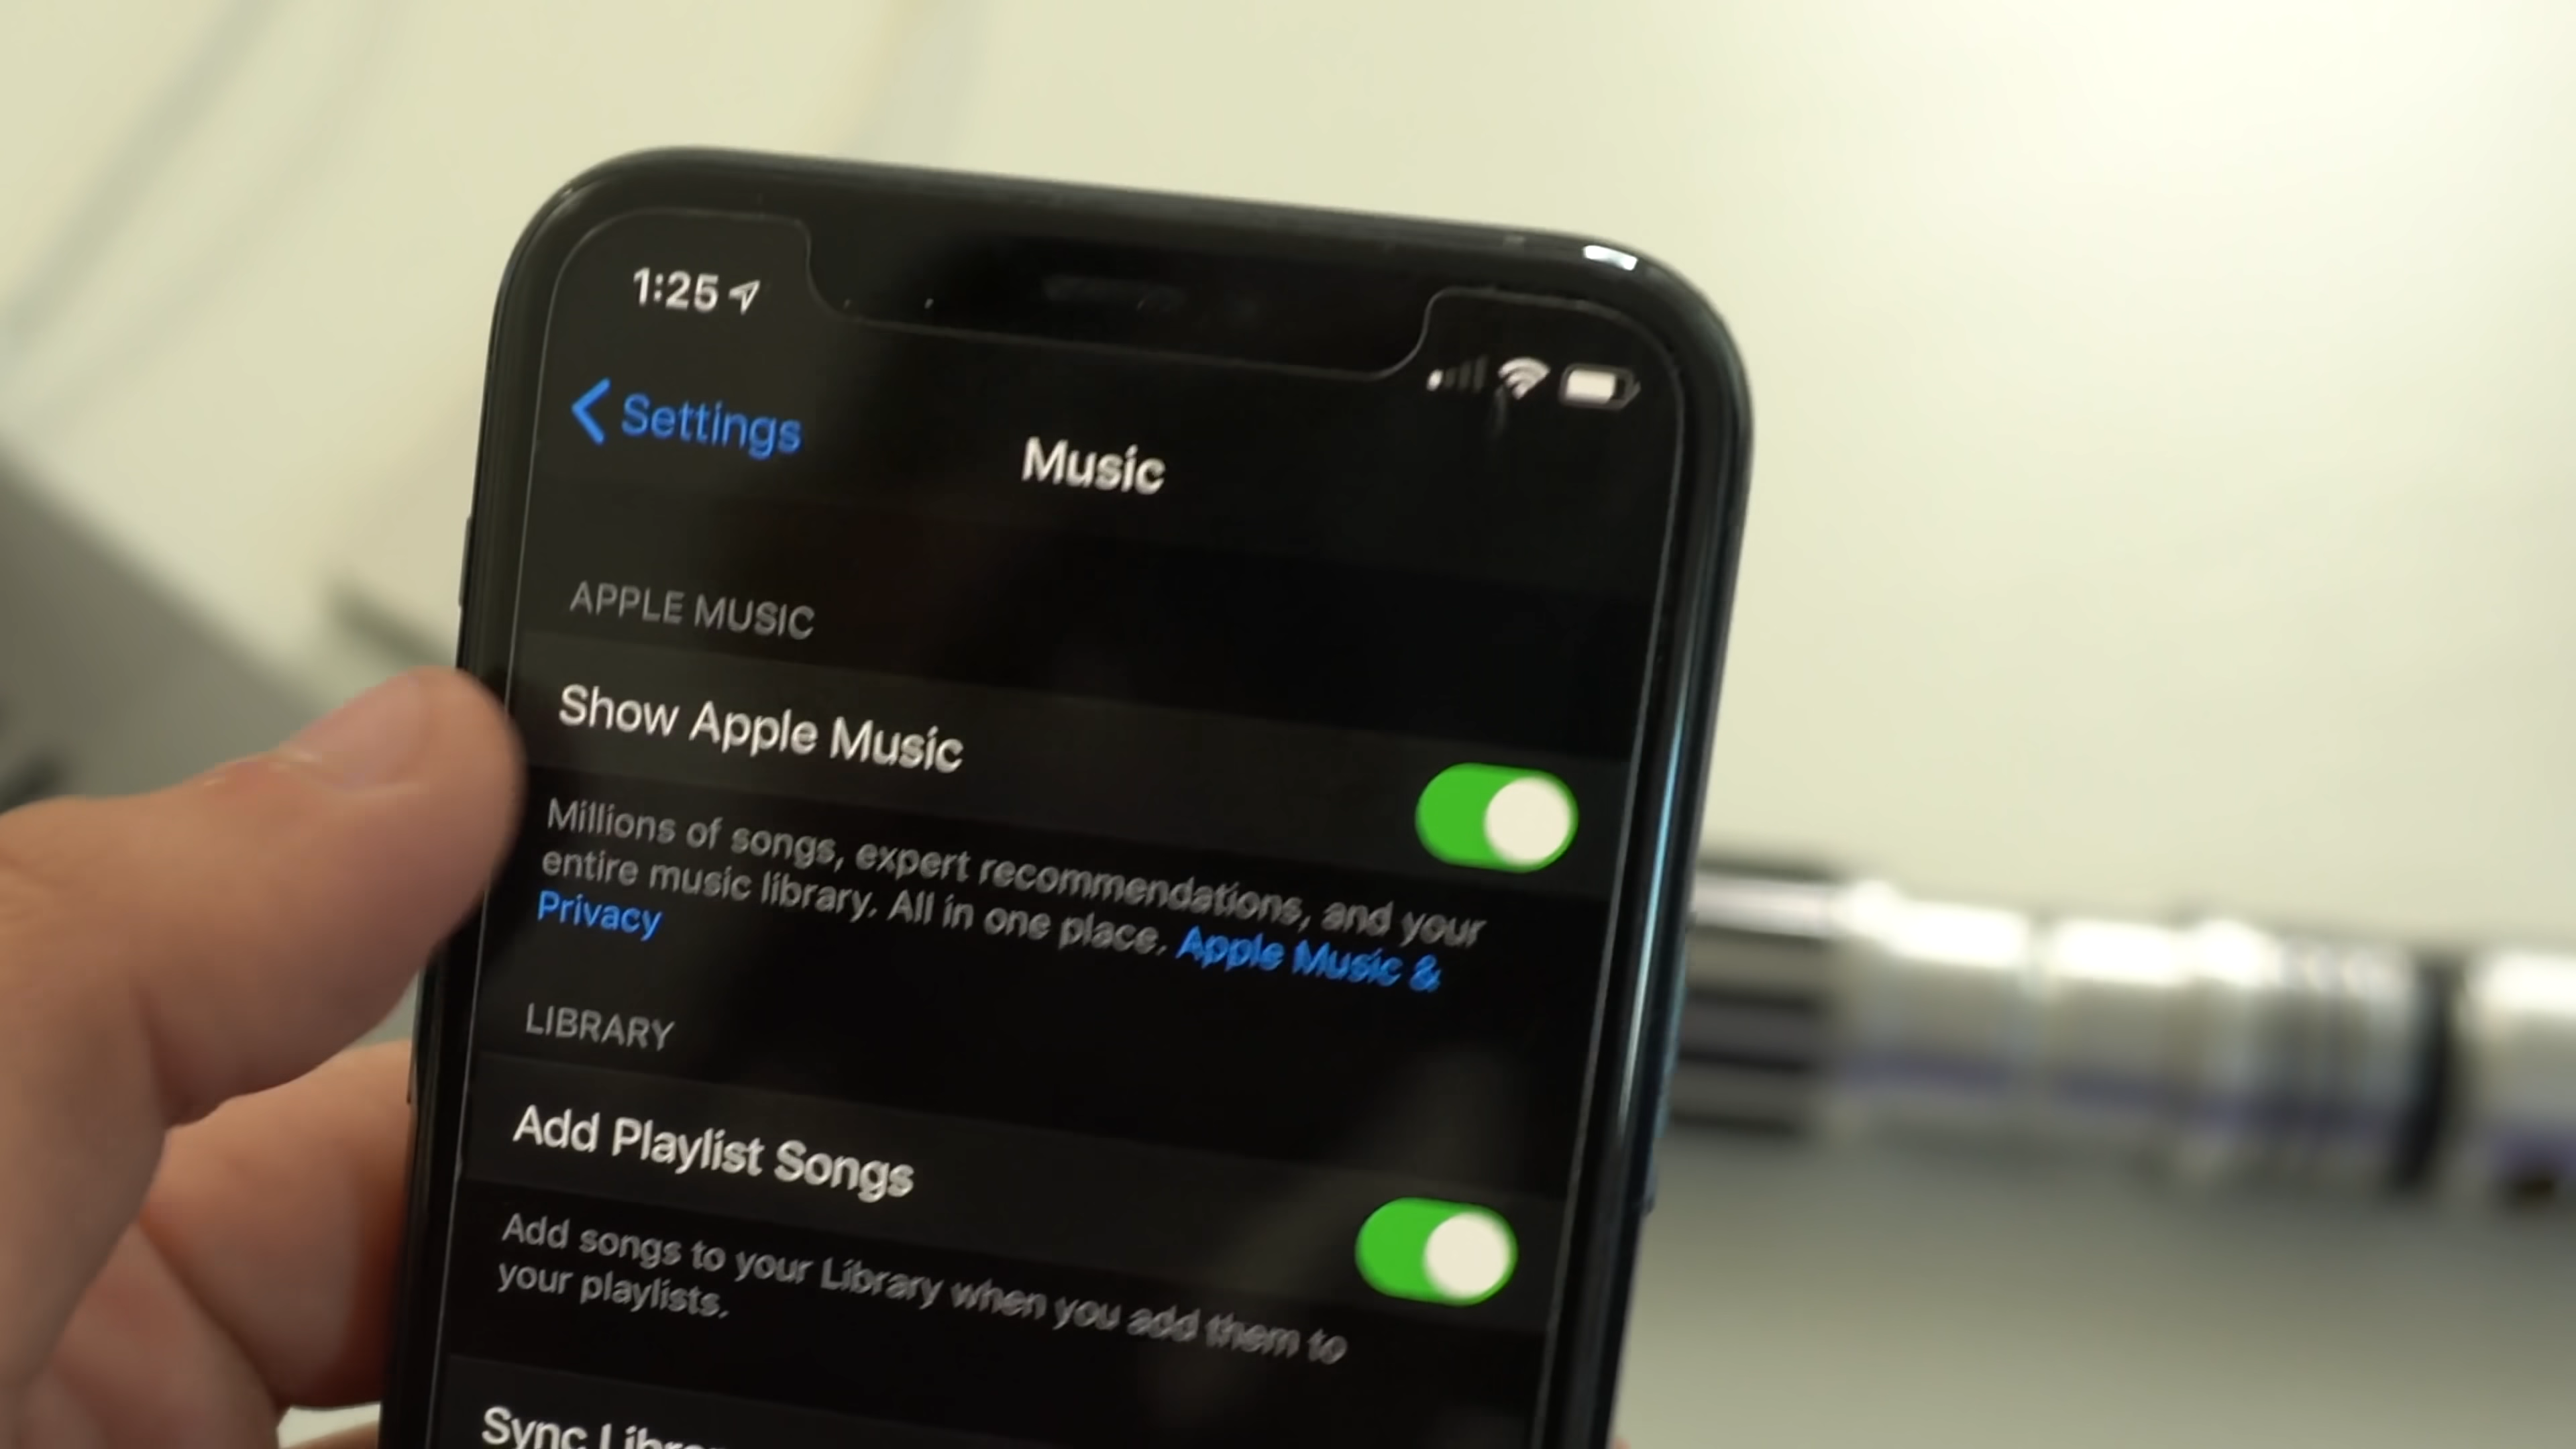 1:25
Settings
Music
APPLE MUSIC
Show Apple Music
Millions of songs, expert recommendations, and your
entire music library. All in one place. Apple Music &
Privacy
LIBRARY
Add Playlist Songs
Add songs to your Library when you add them to
your playlists.
Sync